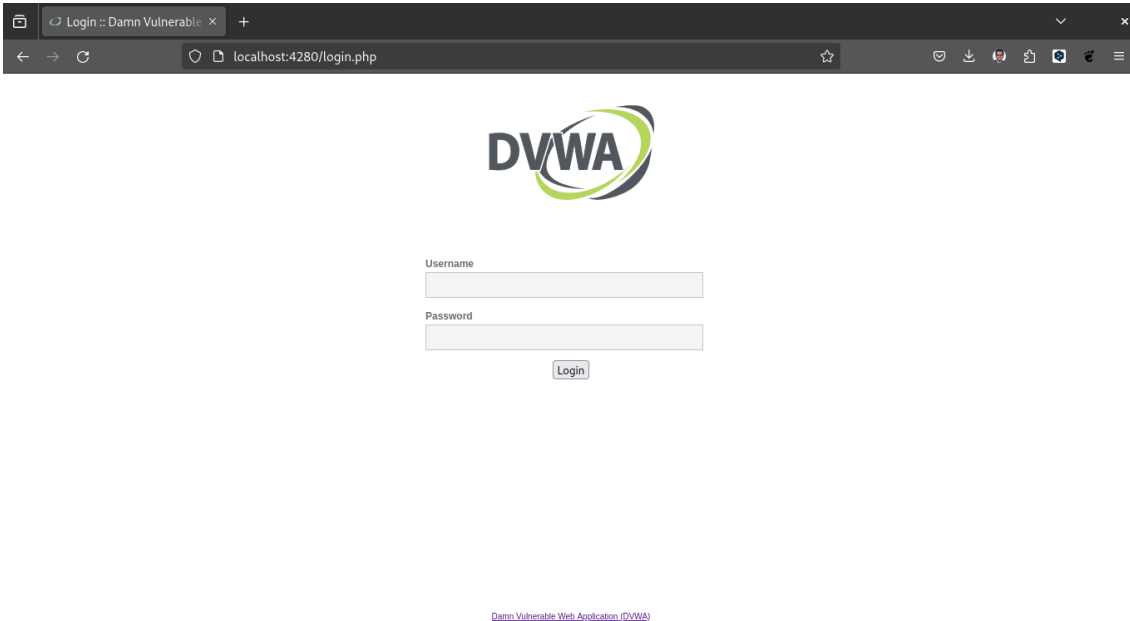 Login :: Damn Vulnerable
localhost:4280/login.php
DVWA
Username
Password
Login
Damn Vulnerable Web Application (DVWA)